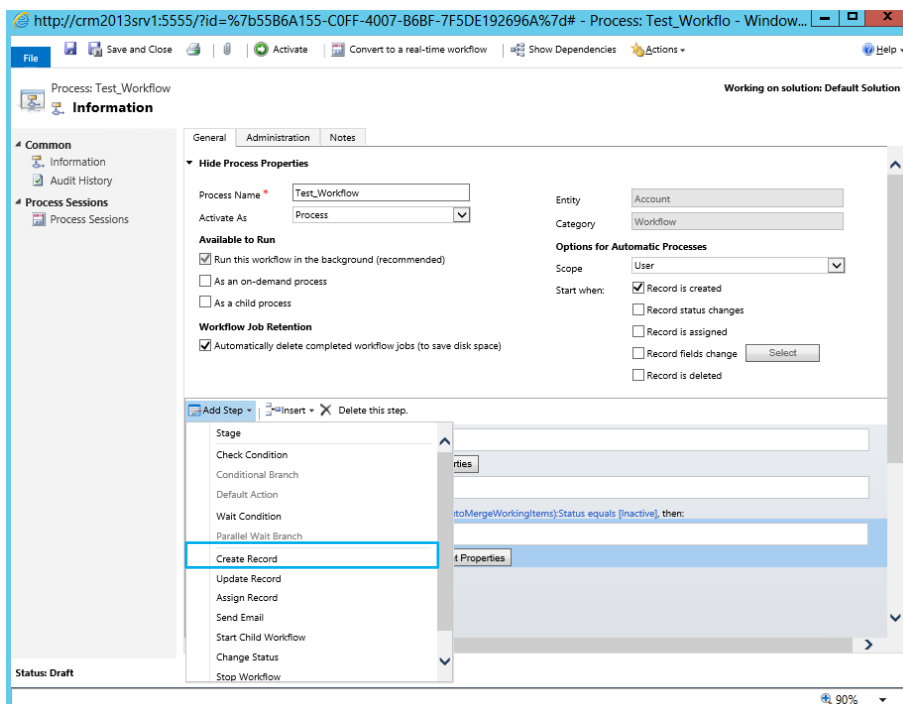 http://crm2013srv1:5555/?id=%7b55B6A155-C0FF-4007-B6BF-7F5DE192696A%7d# - Process: Test_Workflo - Window...
File
Save and Close
Activate
Convert to a real-time workflow
Show Dependencies
Actions
Help
Process: Test_Workflow
Information
Working on solution: Default Solution
Common
Information
Audit History
Process Sessions
Process Sessions
General Administration Notes
Hide Process Properties
Process Name *
Test_Workflow
Activate As
Process
Available to Run
Run this workflow in the background (recommended)
As an on-demand process
As a child process
Workflow Job Retention
Automatically delete completed workflow jobs (to save disk space)
Entity
Account
Category
Workflow
Options for Automatic Processes
Scope
User
Start when:
Record is created
Record status changes
Record is assigned
Record fields change
Select
Record is deleted
Add Step
Insert
Delete this step.
Stage
Check Condition
Conditional Branch
Default Action
Wait Condition
Parallel Wait Branch
Create Record
Update Record
Assign Record
Send Email
Start Child Workflow
Change Status
Stop Workflow
rties
toMergeWorkingItems):Status equals [Inactive], then:
t Properties
Status: Draft
90%